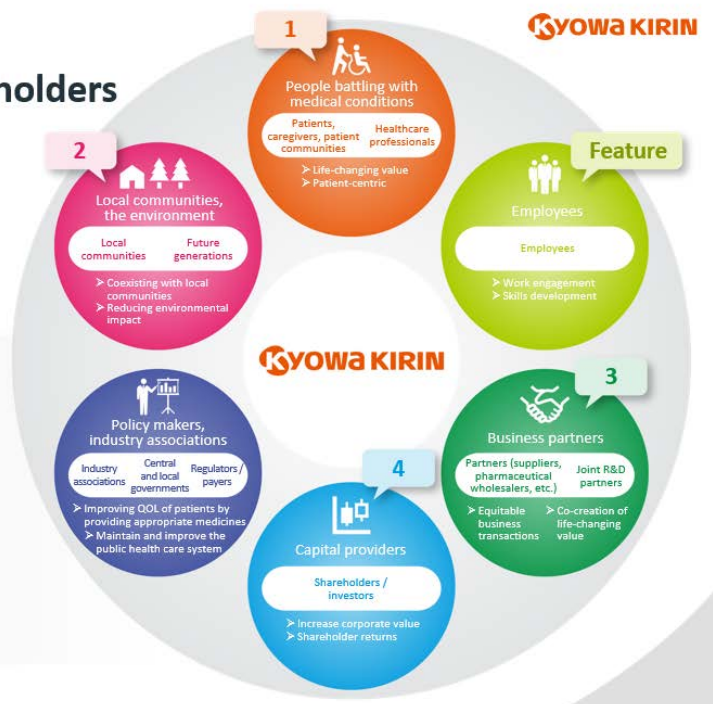 KYOWA KIRIN
holders
1
People battling with
medical conditions
Patients,
caregivers, patient
communities
Healthcare
professionals
➢ Life-changing value
➢ Patient-centric
2
Local communities,
the environment
Local
communities
Future
generations
➢ Coexisting with local
communities
➢ Reducing environmental
impact
Feature
Employees
Employees
➢ Work engagement
➢ Skills development
KYOWA KIRIN
Policy makers,
industry associations
Industry
associations
Central
and local
governments
Regulators /
payers
➢ Improving QOL of patients by
providing appropriate medicines
➢ Maintain and improve the
public health care system
3
Business partners
Partners (suppliers,
pharmaceutical
wholesalers, etc.)
Joint R&D
partners
➢ Equitable
business
transactions
➢ Co-creation of
life-changing
value
4
Capital providers
Shareholders /
investors
➢ Increase corporate value
➢ Shareholder returns